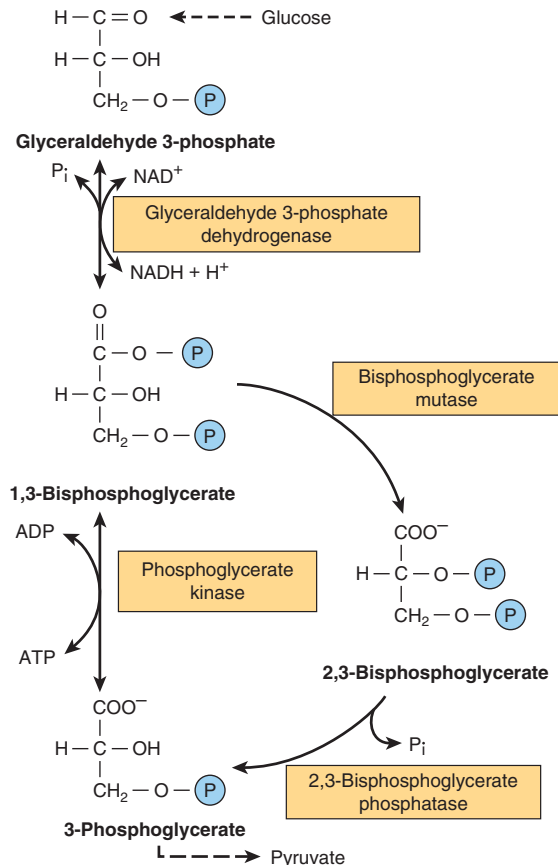 H — C = O
Glucose
H — C — OH
CH₂ — O — P
Glyceraldehyde 3-phosphate
Pi
NAD⁺
Glyceraldehyde 3-phosphate
dehydrogenase
NADH + H⁺
O
C — O — P
H — C — OH
CH₂ — O — P
Bisphosphoglycerate
mutase
1,3-Bisphosphoglycerate
ADP
Phosphoglycerate
kinase
ATP
COO⁻
H — C — O — P
CH₂ — O — P
2,3-Bisphosphoglycerate
COO⁻
H — C — OH
CH₂ — O — P
Pi
2,3-Bisphosphoglycerate
phosphatase
3-Phosphoglycerate
Pyruvate